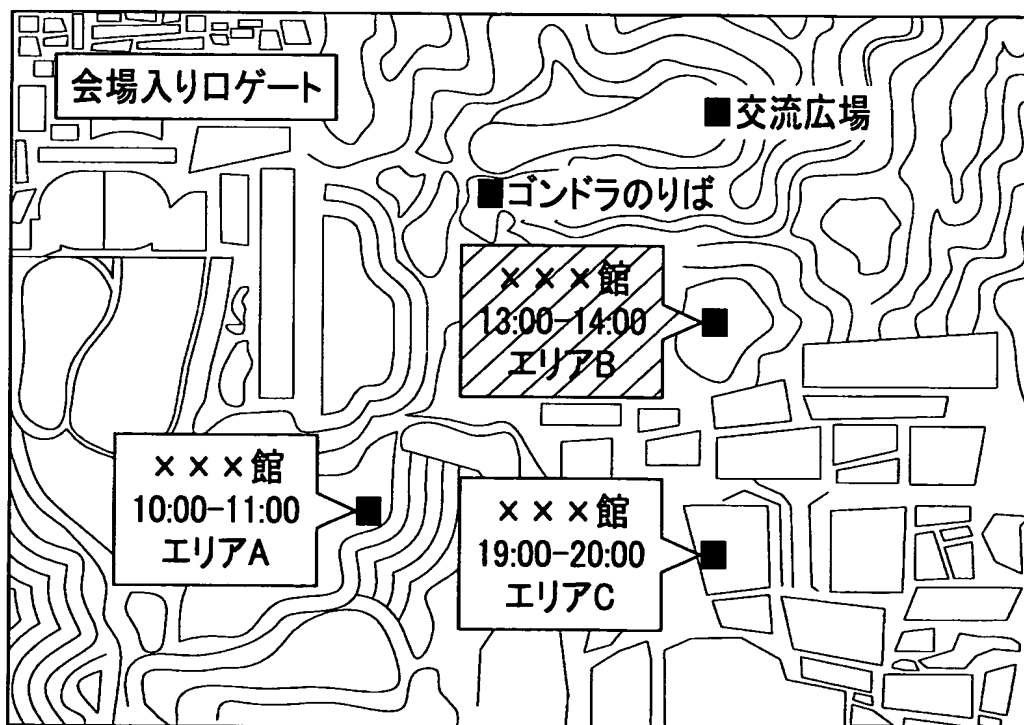 会場入り口ゲート
■交流広場
■ゴンドラのりば
×××館
13:00-14:00
エリアB
×××館
10:00-11:00
エリアA
×××館
19:00-20:00
エリアC